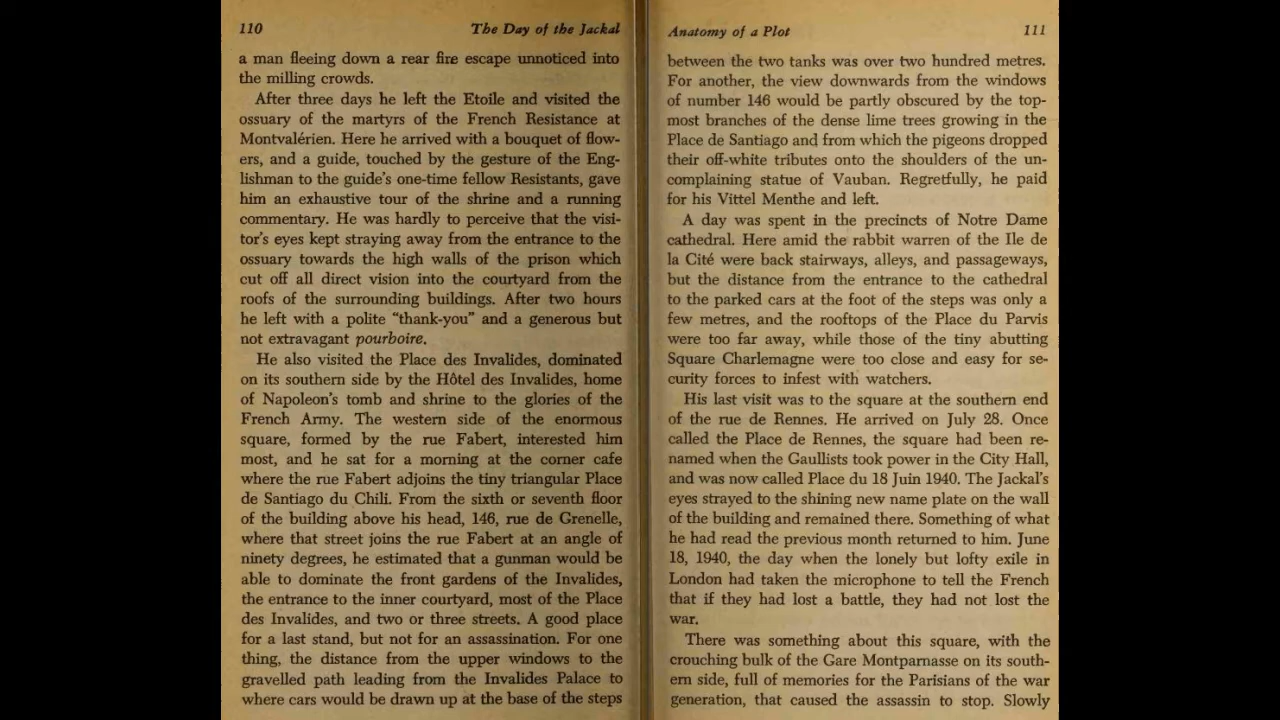 110
The Day of the Jackal
a man fleeing down a rear fire escape unnoticed into
the milling crowds.
After three days he left the Etoile and visited the
ossuary of the martyrs of the French Resistance at
Montvalérien. Here he arrived with a bouquet of flow-
ers, and a guide, touched by the gesture of the Eng-
lishman to the guide's one-time fellow Resistants, gave
him an exhaustive tour of the shrine and a running
commentary. He was hardly to perceive that the visi-
tor's eyes kept straying away from the entrance to the
ossuary towards the high walls of the prison which
cut off all direct vision into the courtyard from the
roofs of the surrounding buildings. After two hours
he left with a polite "thank-you" and a generous but
not extravagant pourboire.
He also visited the Place des Invalides, dominated
on its southern side by the Hôtel des Invalides, home
of Napoleon's tomb and shrine to the glories of the
French Army. The western side of the enormous
square, formed by the rue Fabert, interested him
most, and he sat for a morning at the corner cafe
where the rue Fabert adjoins the tiny triangular Place
de Santiago du Chili. From the sixth or seventh floor
of the building above his head, 146, rue de Grenelle,
where that street joins the rue Fabert at an angle of
ninety degrees, he estimated that a gunman would be
able to dominate the front gardens of the Invalides,
the entrance to the inner courtyard, most of the Place
des Invalides, and two or three streets. A good place
for a last stand, but not for an assassination. For one
thing, the distance from the upper windows to the
gravelled path leading from the Invalides Palace to
where cars would be drawn up at the base of the steps
Anatomy of a Plot
111
between the two tanks was over two hundred metres.
For another, the view downwards from the windows
of number 146 would be partly obscured by the top-
most branches of the dense lime trees growing in the
Place de Santiago and from which the pigeons dropped
their off-white tributes onto the shoulders of the un-
complaining statue of Vauban. Regretfully, he paid
for his Vittel Menthe and left.
A day was spent in the precincts of Notre Dame
cathedral. Here amid the rabbit warren of the Ile de
la Cité were back stairways, alleys, and passageways,
but the distance from the entrance to the cathedral
to the parked cars at the foot of the steps was only a
few metres, and the rooftops of the Place du Parvis
were too far away, while those of the tiny abutting
Square Charlemagne were too close and easy for se-
curity forces to infest with watchers.
His last visit was to the square at the southern end
of the rue de Rennes. He arrived on July 28. Once
called the Place de Rennes, the square had been re-
named when the Gaullists took power in the City Hall,
and was now called Place du 18 Juin 1940. The Jackal's
eyes strayed to the shining new name plate on the wall
of the building and remained there. Something of what
he had read the previous month returned to him. June
18, 1940, the day when the lonely but lofty exile in
London had taken the microphone to tell the French
that if they had lost a battle, they had not lost the
war.
There was something about this square, with the
crouching bulk of the Gare Montparnasse on its south-
ern side, full of memories for the Parisians of the war
generation, that caused the assassin to stop. Slowly